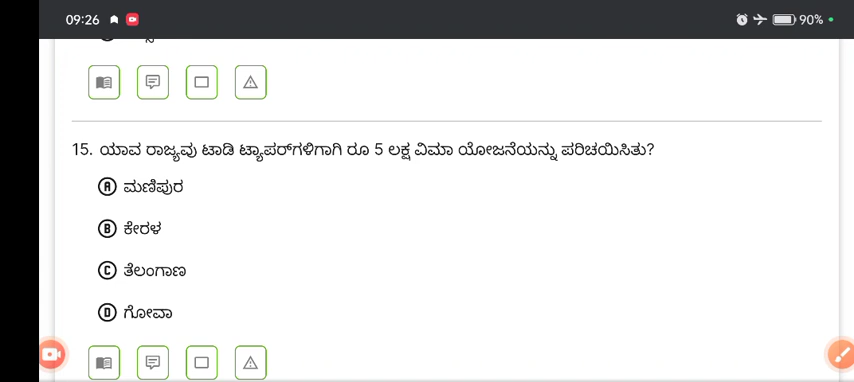 09:26
90%
15. ಯಾವ ರಾಜ್ಯವು ಟಾಡಿ ಟ್ಯಾಪರ್‌ಗಳಿಗಾಗಿ ರೂ 5 ಲಕ್ಷ ವಿಮಾ ಯೋಜನೆಯನ್ನು ಪರಿಚಯಿಸಿತು?
A ಮಣಿಪುರ
B ಕೇರಳ
C ತೆಲಂಗಾಣ
D ಗೋವಾ